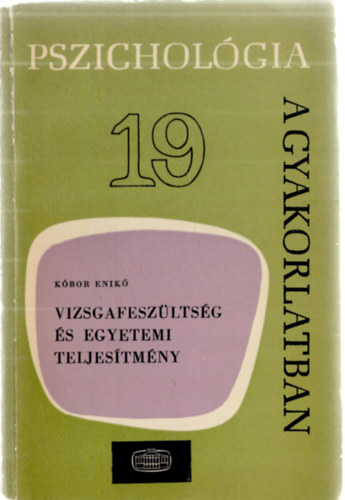 PSZICHOLÓGIA
19
A GYAKORLATBAN
KÓBOR ENIKŐ
VIZSGAFESZÜLTSÉG
ÉS EGYETEMI
TELJESÍTMÉNY